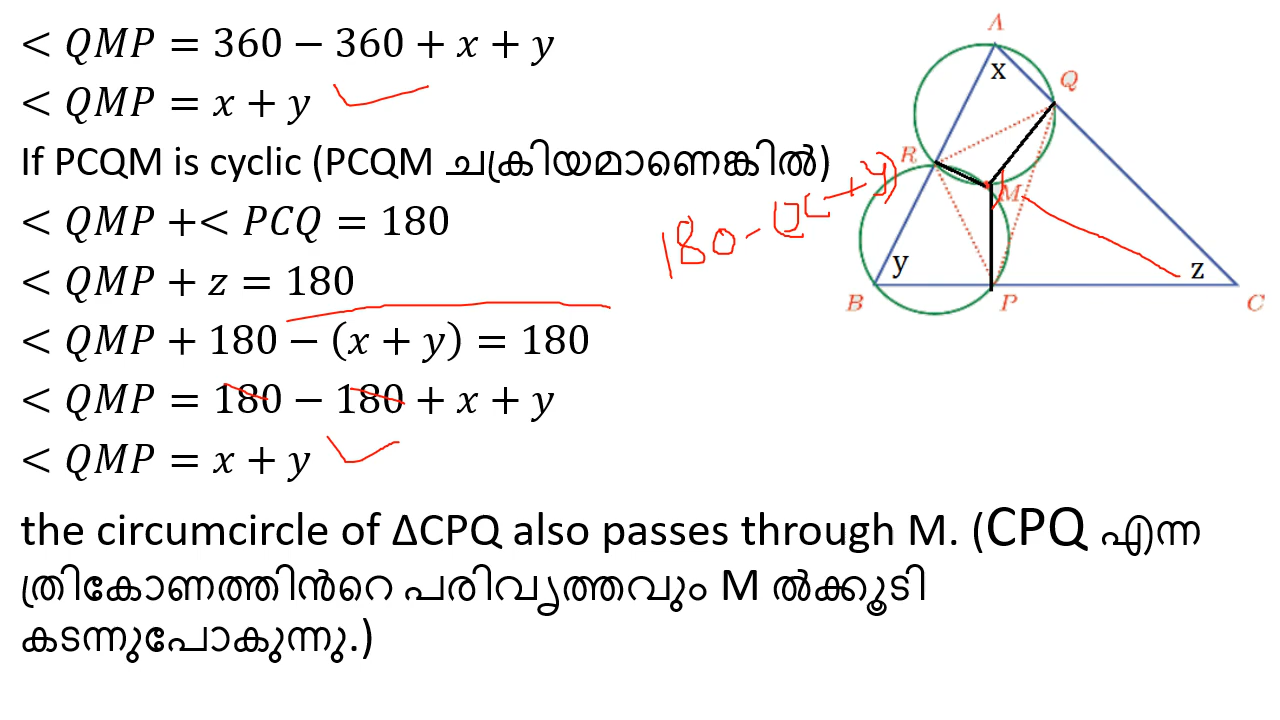 < QMP = 360 − 360 + x + y
< QMP = x + y
If PCQM is cyclic (PCQM ചക്രിയമാണെങ്കിൽ)
< QMP +< PCQ = 180
< QMP + z = 180
< QMP + 180 − (x + y) = 180
< QMP = 180 − 180 + x + y
< QMP = x + y
the circumcircle of ΔCPQ also passes through M. (CPQ എന്ന
ത്രികോണത്തിൻറെ പരിവൃത്തവും M ൽക്കൂടി
കടന്നുപോകുന്നു.)
A
x
Q
R
M
180-(x+y)
y
z
B
P
C